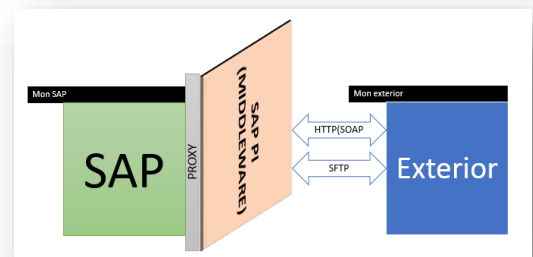 Mon SAP
SAP
PROXY
SAP PI
(MIDDLEWARE)
HTTP(SOAP
SFTP
Mon exterior
Exterior